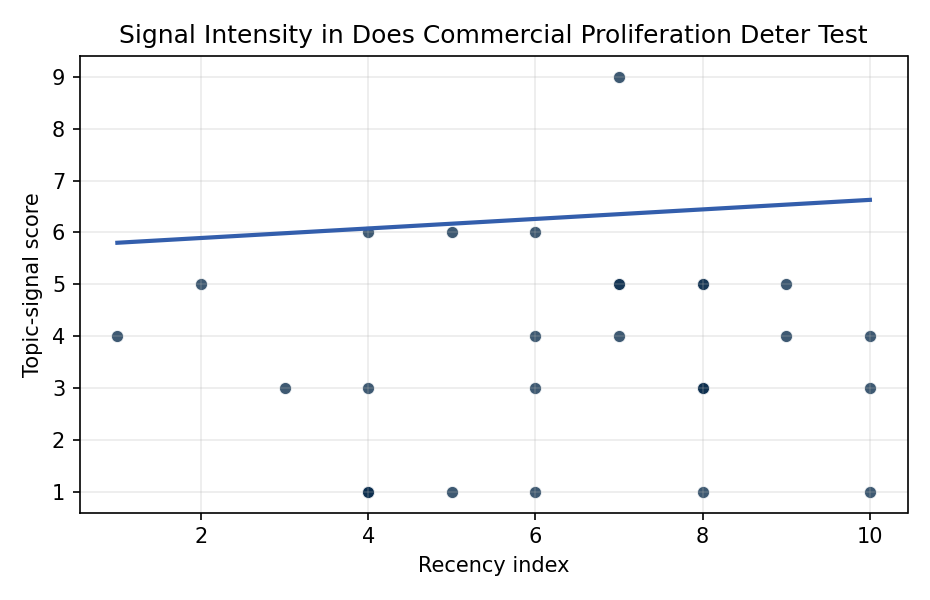 Signal Intensity in Does Commercial Proliferation Deter Test
Topic-signal score
9
8
7
6
5
4
3
2
1
2 4 6 8 10
Recency index